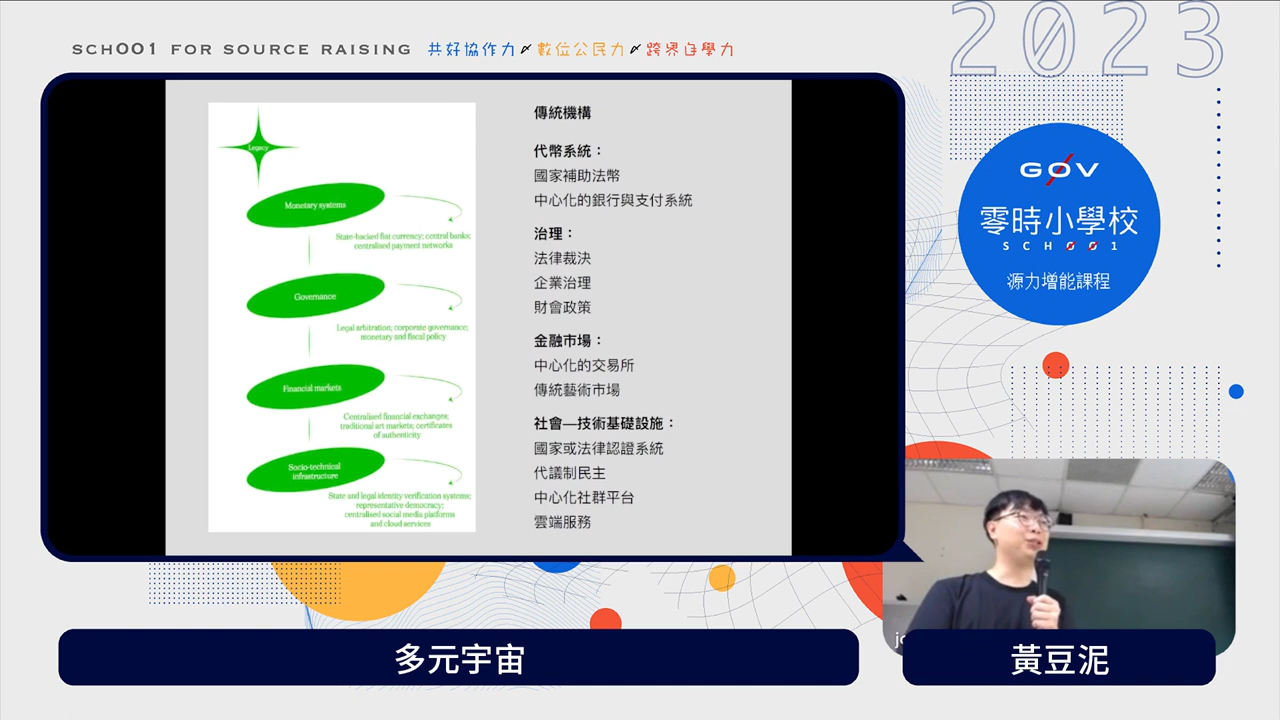 SCH001 FOR SOURCE RAISING 共好協作力 數位公民力 跨界自學力
2023
Legacy
Monetary systems
State-backed fiat currency; central banks;
centralised payment networks
Governance
Legal arbitration; corporate governance;
monetary and fiscal policy
Financial markets
Centralised financial exchanges;
traditional art markets; certificates
of authenticity
Socio-technical
infrastructure
State and legal identity verification systems;
representative democracy;
centralised social media platforms
and cloud services
傳統機構
代幣系統：
國家補助法幣
中心化的銀行與支付系統
治理：
法律裁決
企業治理
財會政策
金融市場：
中心化的交易所
傳統藝術市場
社會—技術基礎設施：
國家或法律認證系統
代議制民主
中心化社群平台
雲端服務
G0V
零時小學校
SCH001
源力增能課程
多元宇宙
黃豆泥